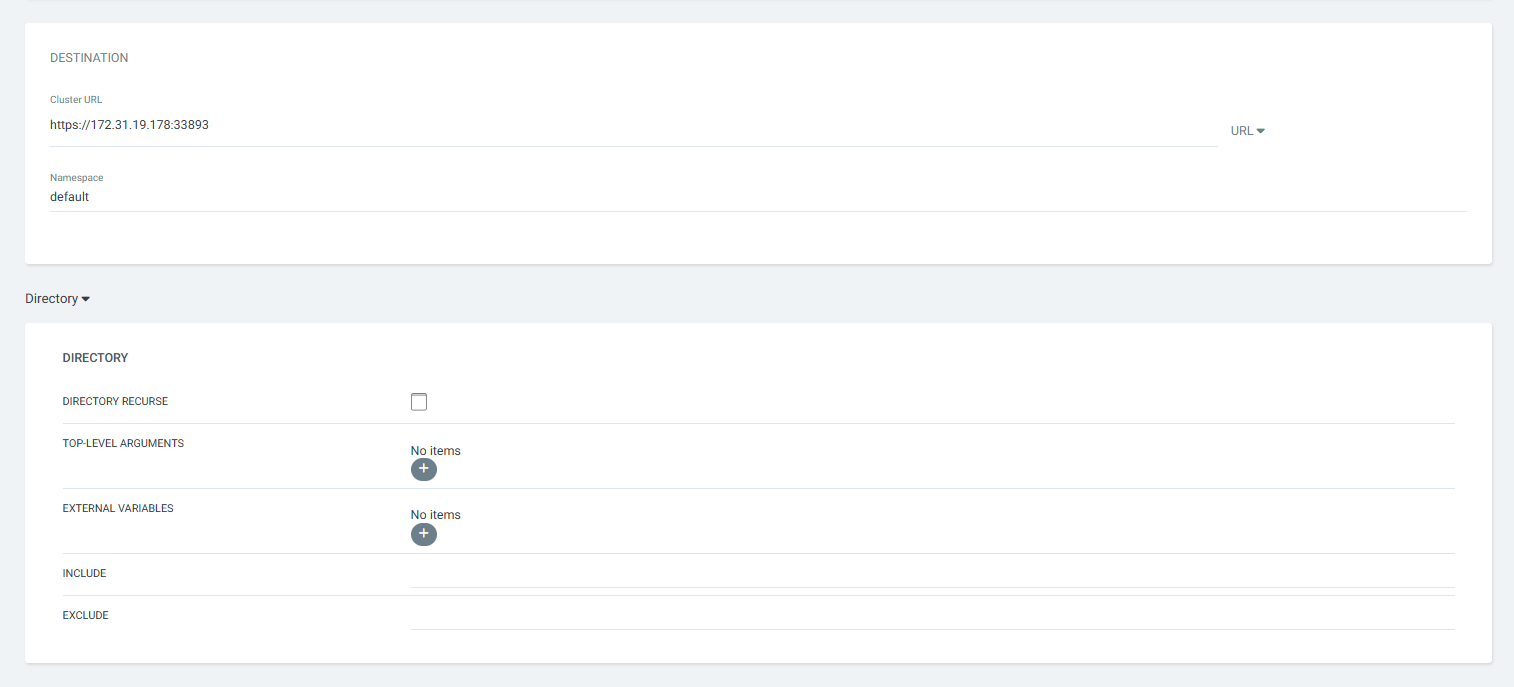 DESTINATION
Cluster URL
https://172.31.19.178:33893
URL
Namespace
default
Directory
DIRECTORY
DIRECTORY RECURSE
TOP-LEVEL ARGUMENTS
No items
+
EXTERNAL VARIABLES
No items
+
INCLUDE
EXCLUDE